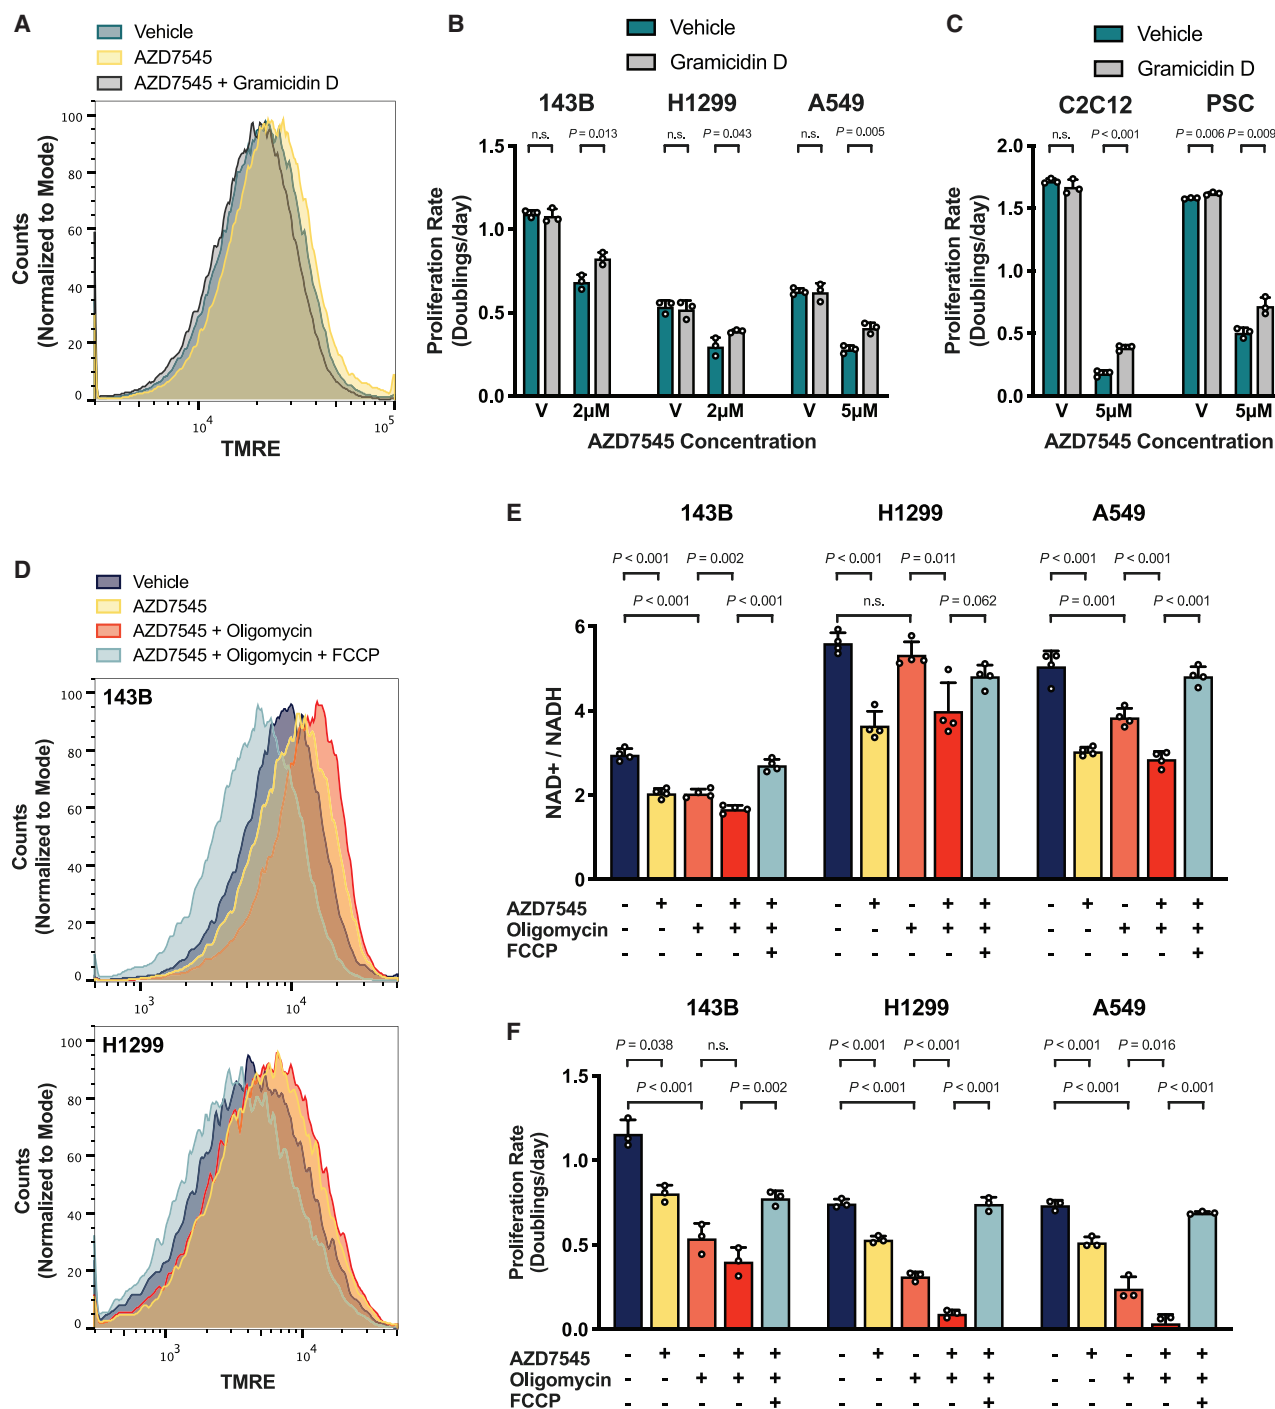 A
Vehicle
AZD7545
AZD7545 + Gramicidin D
Counts
(Normalized to Mode)
100
80
60
40
20
0
10^4
10^5
TMRE
B
Vehicle
Gramicidin D
143B
H1299
A549
n.s.
P = 0.013
n.s.
P = 0.043
n.s.
P = 0.005
Proliferation Rate
(Doublings/day)
1.5
1.0
0.5
0.0
V
2μM
V
2μM
V
5μM
AZD7545 Concentration
C
Vehicle
Gramicidin D
C2C12
PSC
n.s.
P < 0.001
P = 0.006
P = 0.009
Proliferation Rate
(Doublings/day)
2.0
1.5
1.0
0.5
0.0
V
5μM
V
5μM
AZD7545 Concentration
D
Vehicle
AZD7545
AZD7545 + Oligomycin
AZD7545 + Oligomycin + FCCP
143B
Counts
(Normalized to Mode)
100
80
60
40
20
0
10^3
10^4
H1299
Counts
(Normalized to Mode)
100
80
60
40
20
0
10^3
10^4
TMRE
E
143B
H1299
A549
P < 0.001
P = 0.002
P < 0.001
P < 0.001
P < 0.001
P = 0.011
n.s.
P = 0.062
P < 0.001
P < 0.001
P = 0.001
P < 0.001
NAD+ / NADH
6
4
2
0
AZD7545 - + - + + - + - + + - + - + +
Oligomycin - - + + + - - + + + - - + + +
FCCP - - - - + - - - - + - - - - +
F
143B
H1299
A549
P = 0.038
n.s.
P < 0.001
P = 0.002
P < 0.001
P < 0.001
P < 0.001
P < 0.001
P < 0.001
P = 0.016
P < 0.001
P < 0.001
Proliferation Rate
(Doublings/day)
1.5
1.0
0.5
0.0
AZD7545 - + - + + - + - + + - + - + +
Oligomycin - - + + + - - + + + - - + + +
FCCP - - - - + - - - - + - - - - +